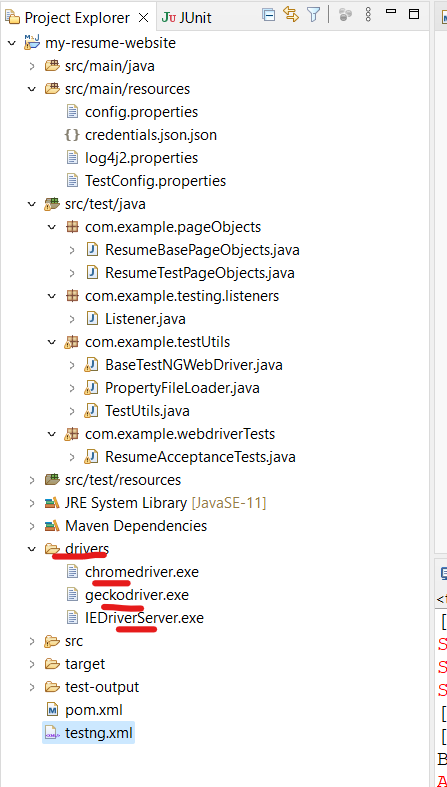 Project Explorer JUnit
my-resume-website
src/main/java
src/main/resources
config.properties
credentials.json.json
log4j2.properties
TestConfig.properties
src/test/java
com.example.pageObjects
ResumeBasePageObjects.java
ResumeTestPageObjects.java
com.example.testing.listeners
Listener.java
com.example.testUtils
BaseTestNGWebDriver.java
PropertyFileLoader.java
TestUtils.java
com.example.webdriverTests
ResumeAcceptanceTests.java
src/test/resources
JRE System Library [JavaSE-11]
Maven Dependencies
drivers
chromedriver.exe
geckodriver.exe
IEDriverServer.exe
src
target
test-output
pom.xml
testng.xml